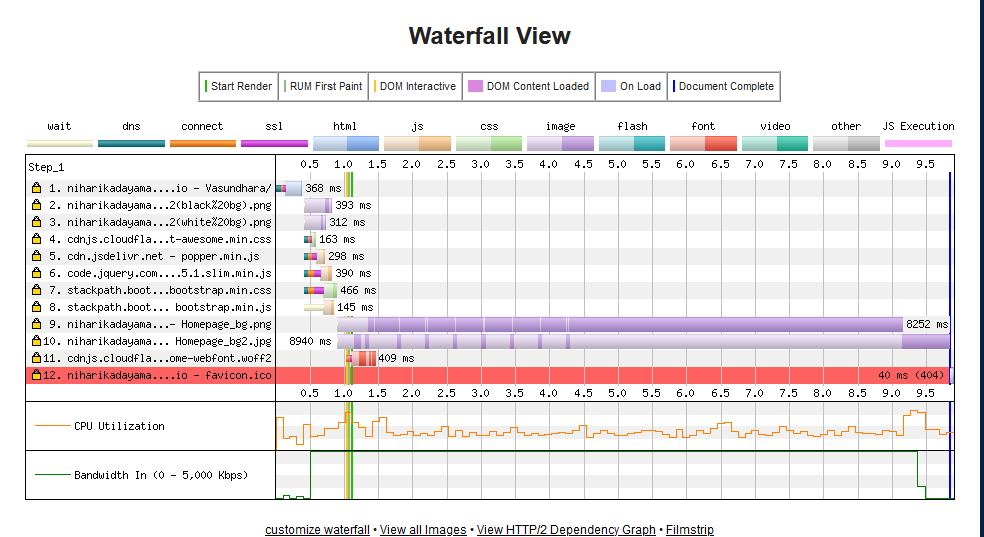 Waterfall View
Start Render RUM First Paint DOM Interactive DOM Content Loaded On Load Document Complete
wait dns connect ssl html js css image flash font video other JS Execution
Step_1 0.5 1.0 1.5 2.0 2.5 3.0 3.5 4.0 4.5 5.0 5.5 6.0 6.5 7.0 7.5 8.0 8.5 9.0 9.5
1. niharikadayama....io - Vasundhara/ 368 ms
2. niharikadayama...2(black%20bg).png 393 ms
3. niharikadayama...2(white%20bg).png 312 ms
4. cdnjs.cloudfla...t-awesome.min.css 163 ms
5. cdn.jsdelivr.net - popper.min.js 298 ms
6. code.jquery.com....5.1.slim.min.js 390 ms
7. stackpath.boot... bootstrap.min.css 466 ms
8. stackpath.boot... bootstrap.min.js 145 ms
9. niharikadayama...- Homepage_bg.png 8252 ms
10. niharikadayama... Homepage_bg2.jpg 8940 ms
11. cdnjs.cloudfla...ome-webfont.woff2 409 ms
12. niharikadayama....io - favicon.ico 40 ms (404)
0.5 1.0 1.5 2.0 2.5 3.0 3.5 4.0 4.5 5.0 5.5 6.0 6.5 7.0 7.5 8.0 8.5 9.0 9.5
CPU Utilization
Bandwidth In (0 - 5,000 Kbps)
customize waterfall • View all Images • View HTTP/2 Dependency Graph • Filmstrip